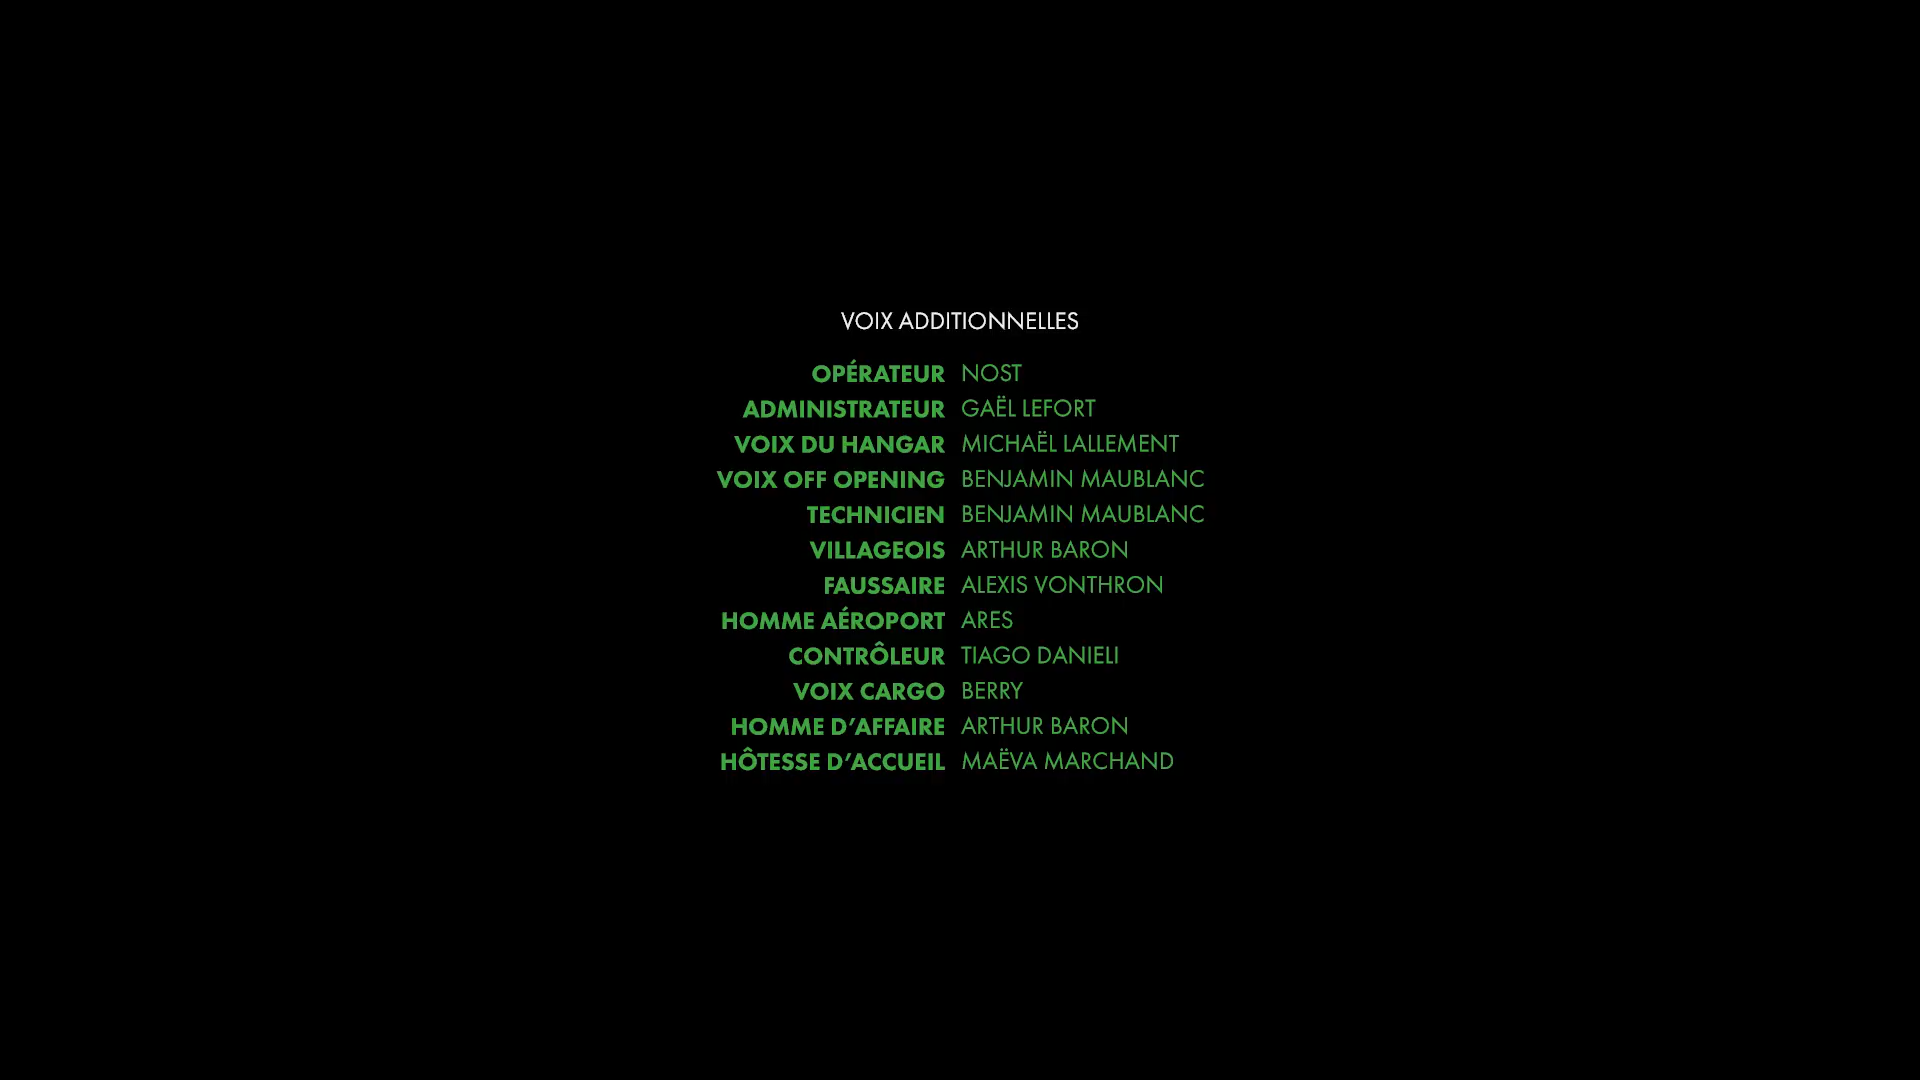 VOIX ADDITIONNELLES
OPÉRATEUR NOST
ADMINISTRATEUR GAËL LEFORT
VOIX DU HANGAR MICHAËL LALLEMENT
VOIX OFF OPENING BENJAMIN MAUBLANC
TECHNICIEN BENJAMIN MAUBLANC
VILLAGEOIS ARTHUR BARON
FAUSSAIRE ALEXIS VONTHRON
HOMME AÉROPORT ARES
CONTRÔLEUR TIAGO DANIELI
VOIX CARGO BERRY
HOMME D’AFFAIRE ARTHUR BARON
HÔTESSE D’ACCUEIL MAËVA MARCHAND